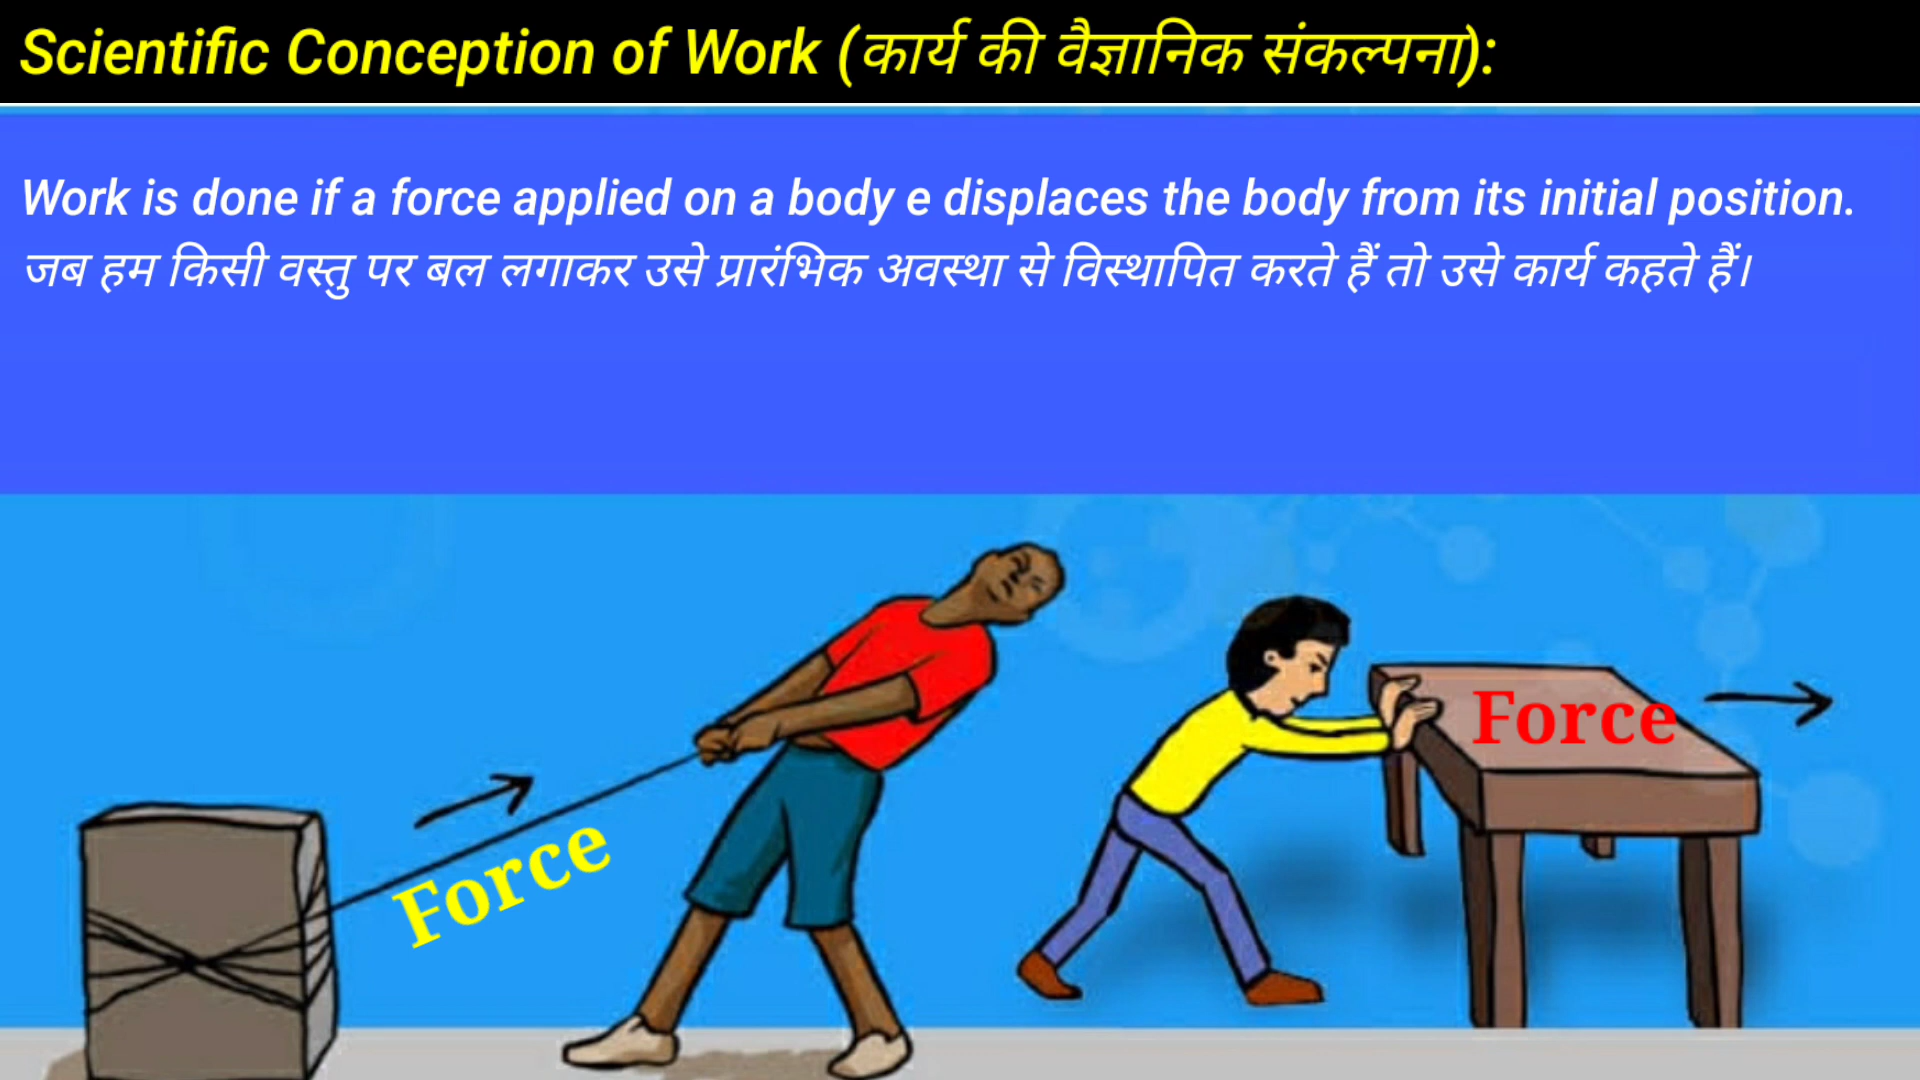 Scientific Conception of Work (कार्य की वैज्ञानिक संकल्पना):
Work is done if a force applied on a body e displaces the body from its initial position.
जब हम किसी वस्तु पर बल लगाकर उसे प्रारंभिक अवस्था से विस्थापित करते हैं तो उसे कार्य कहते हैं।
Force
Force